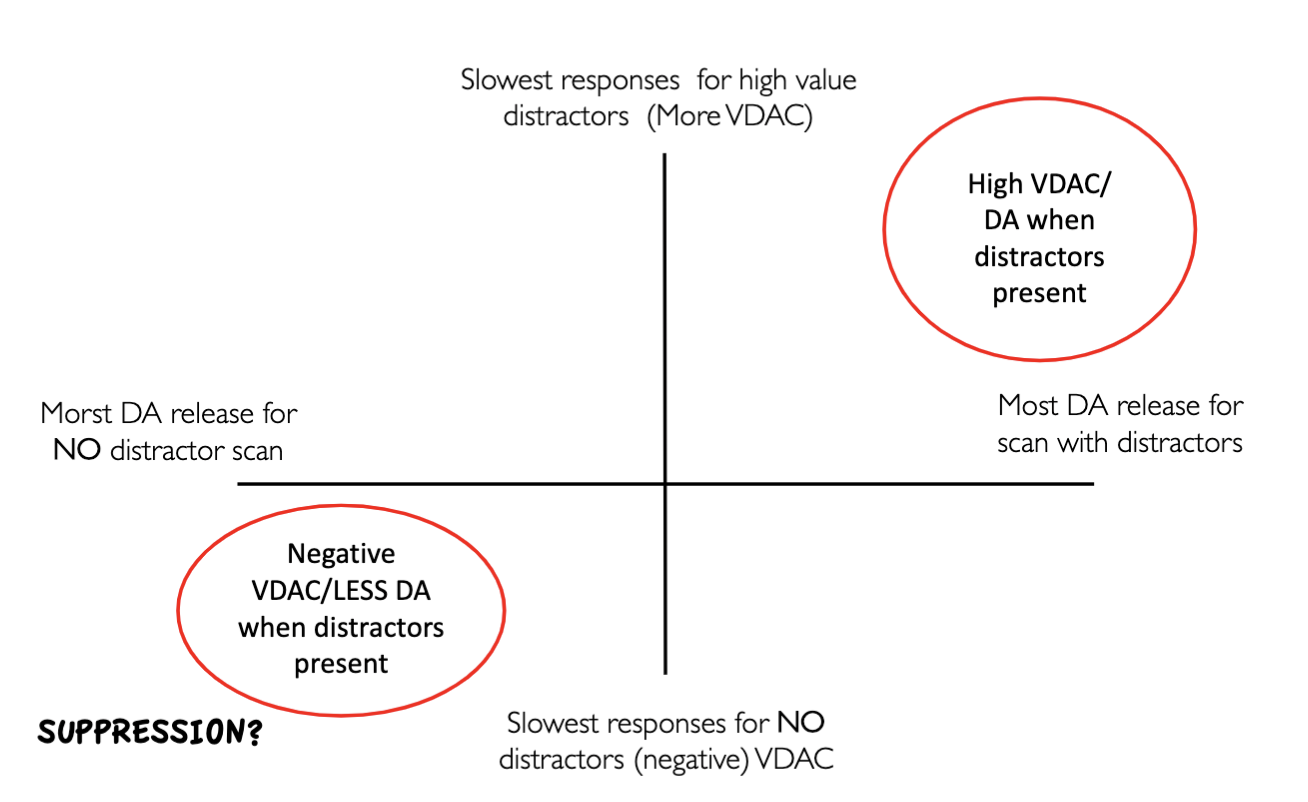 Slowest responses for high value
distractors (More VDAC)
High VDAC/
DA when
distractors
present
Morst DA release for
NO distractor scan
Most DA release for
scan with distractors
Negative
VDAC/LESS DA
when distractors
present
SUPPRESSION?
Slowest responses for NO
distractors (negative) VDAC